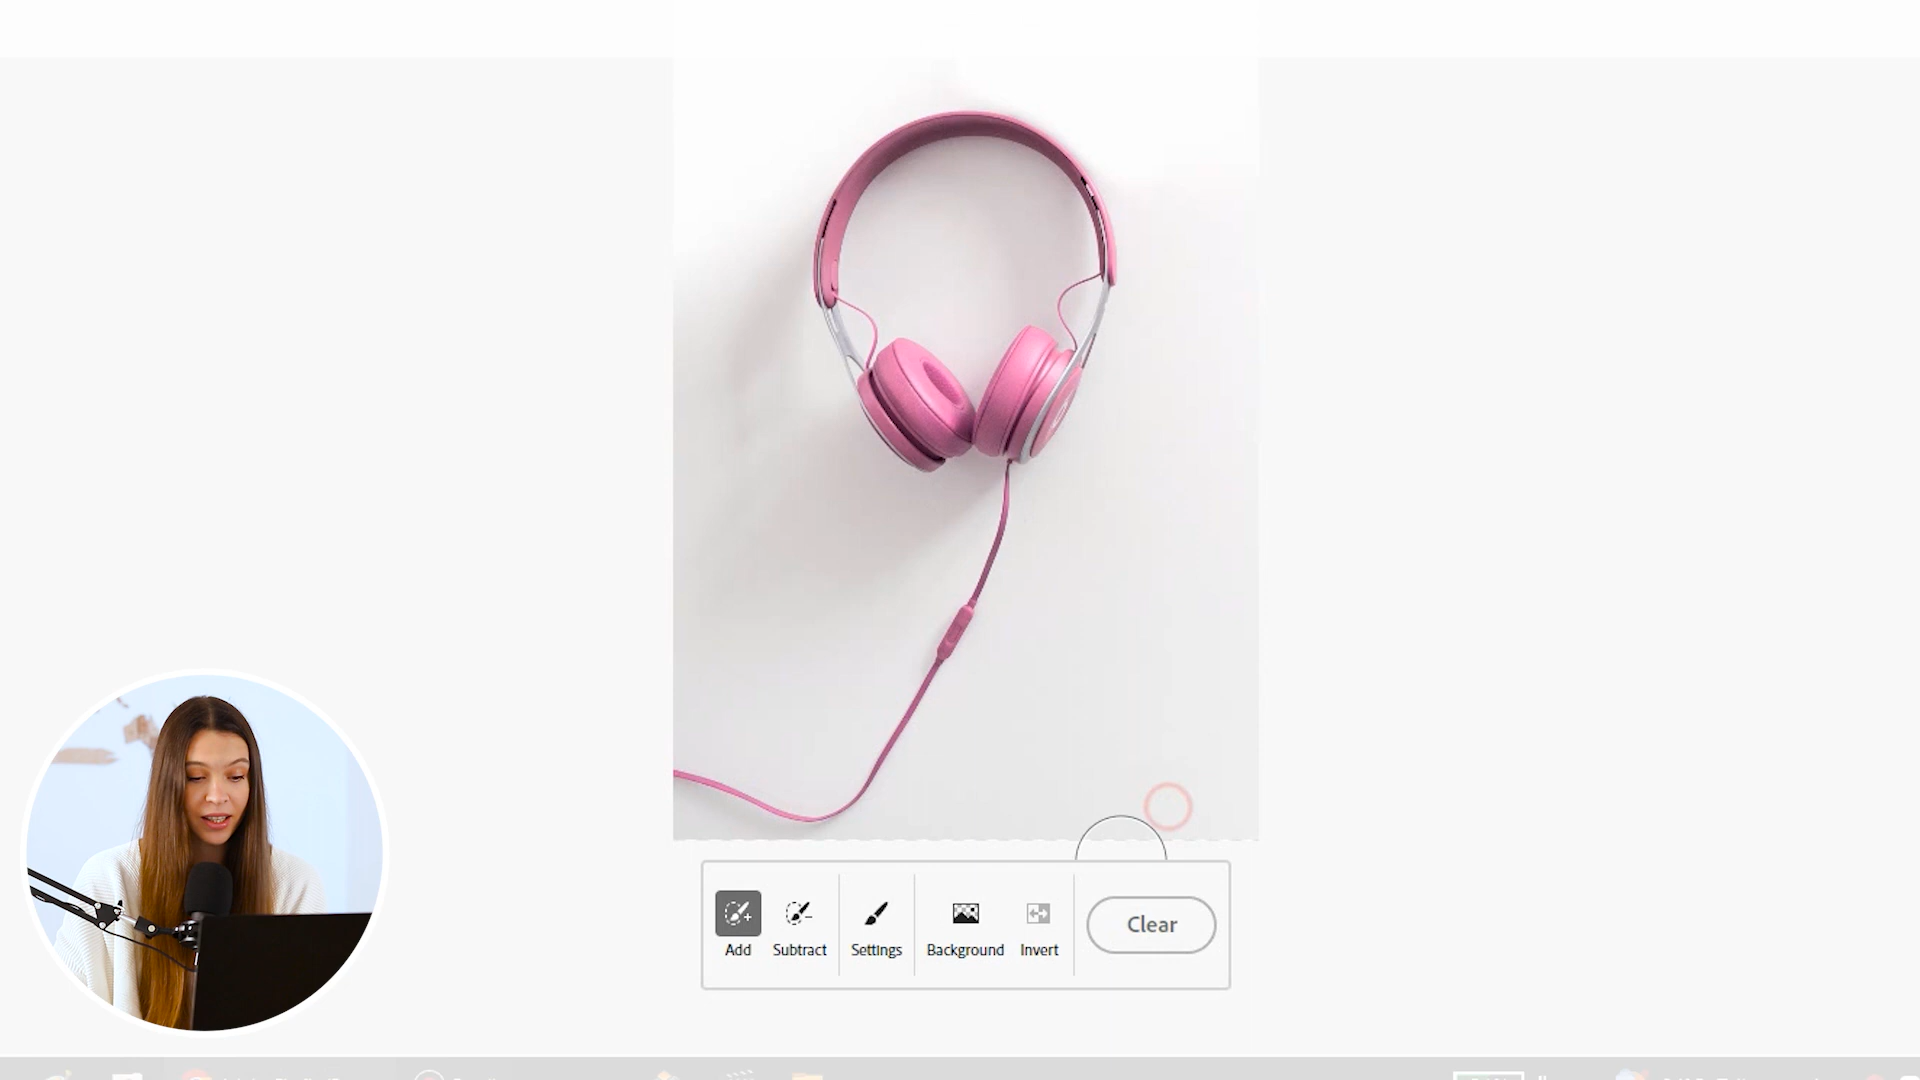 Add
Subtract
Settings
Background
Invert
Clear